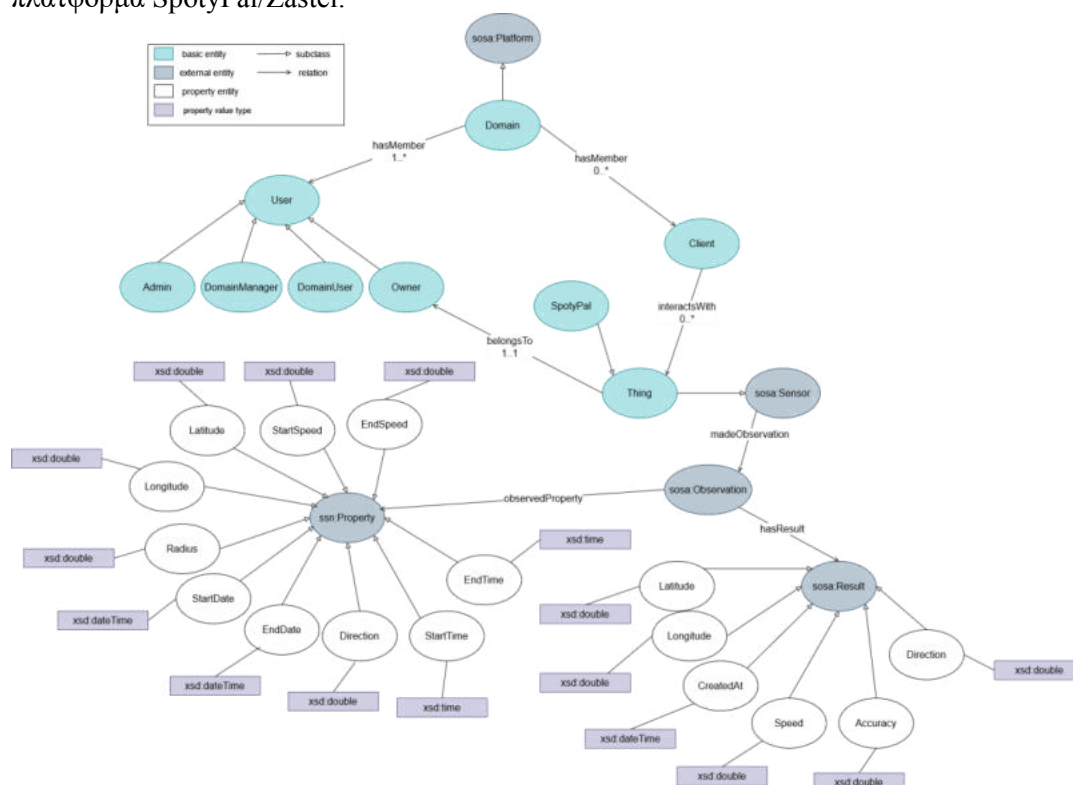 πλατφόρμα SpotyPal/Zastel.
sosa:Platform
basic entity
subclass
external entity
relation
property entity
property value type
Domain
hasMember
1..*
hasMember
0..*
User
Client
Admin
DomainManager
DomainUser
Owner
SpotyPal
interactsWith
0..*
belongsTo
1..1
xsd:double
xsd:double
xsd:double
Thing
sosa:Sensor
Latitude
StartSpeed
EndSpeed
madeObservation
xsd:double
Longitude
sosa:Observation
observedProperty
ssn:Property
hasResult
xsd:time
Radius
xsd:double
EndTime
StartDate
Latitude
sosa:Result
xsd:dateTime
xsd:double
EndDate
Direction
StartTime
Longitude
Direction
xsd:double
xsd:dateTime
xsd:double
CreatedAt
xsd:double
xsd:time
Speed
Accuracy
xsd:dateTime
xsd:double
xsd:double